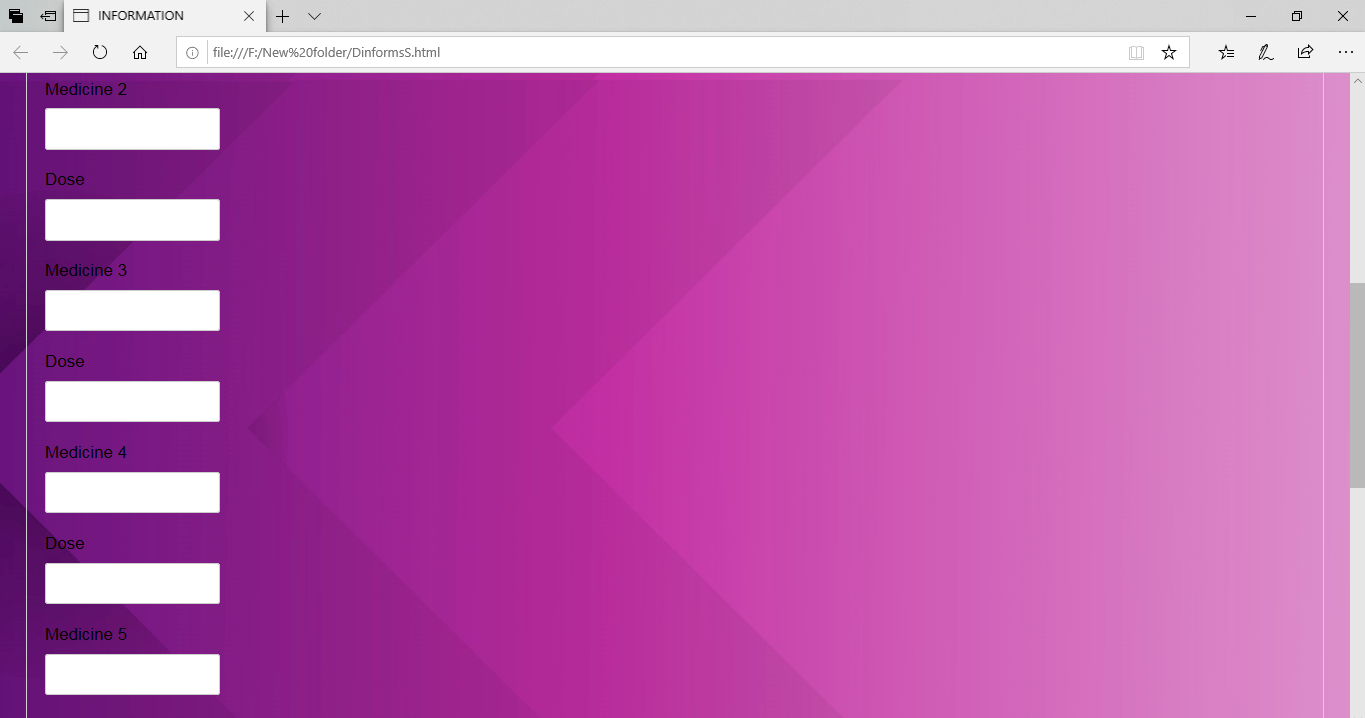 INFORMATION
file:///F:/New%20folder/DinformsS.html
Medicine 2
Dose
Medicine 3
Dose
Medicine 4
Dose
Medicine 5